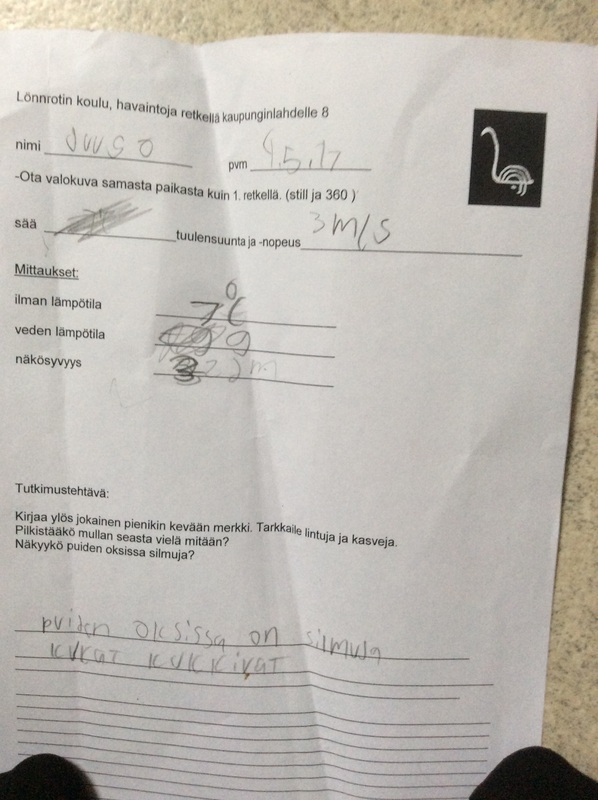 Lönnrotin koulu, havaintoja retkellä kaupunginlahdelle 8
nimi Juuso pvm 4.5.17
-Ota valokuva samasta paikasta kuin 1. retkellä. (still ja 360 )
sää tuulensuunta ja -nopeus 3 m/s
Mittaukset:
ilman lämpötila 7°C
veden lämpötila 9
näkösyvyys m
Tutkimustehtävä:
Kirjaa ylös jokainen pienikin kevään merkki. Tarkkaile lintuja ja kasveja.
Pilkistääkö mullan seasta vielä mitään?
Näkyykö puiden oksissa silmuja?
puiden oksissa on silmuja
kukat kukkivat